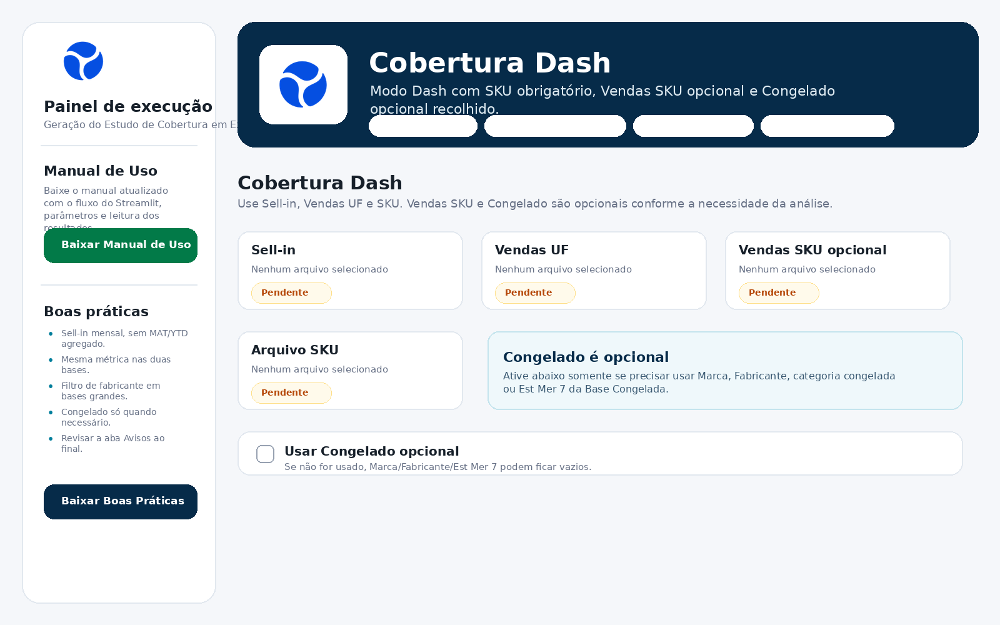 Painel de execução
Geração do Estudo de Cobertura em
Manual de Uso
Baixe o manual atualizado
com o fluxo do Streamlit,
parâmetros e leitura dos
resultados.
Baixar Manual de Uso
Boas práticas
• Sell-in mensal, sem MAT/YTD
agregado.
• Mesma métrica nas duas
bases.
• Filtro de fabricante em
bases grandes.
• Congelado só quando
necessário.
• Revisar a aba Avisos ao
final.
Baixar Boas Práticas
Cobertura Dash
Modo Dash com SKU obrigatório, Vendas SKU opcional e Congelado
opcional recolhido.
Cobertura Dash
Use Sell-in, Vendas UF e SKU. Vendas SKU e Congelado são opcionais conforme a necessidade da análise.
Sell-in
Nenhum arquivo selecionado
Pendente
Vendas UF
Nenhum arquivo selecionado
Pendente
Vendas SKU opcional
Nenhum arquivo selecionado
Pendente
Arquivo SKU
Nenhum arquivo selecionado
Pendente
Congelado é opcional
Ative abaixo somente se precisar usar Marca, Fabricante, categoria congelada
ou Est Mer 7 da Base Congelada.
Usar Congelado opcional
Se não for usado, Marca/Fabricante/Est Mer 7 podem ficar vazios.